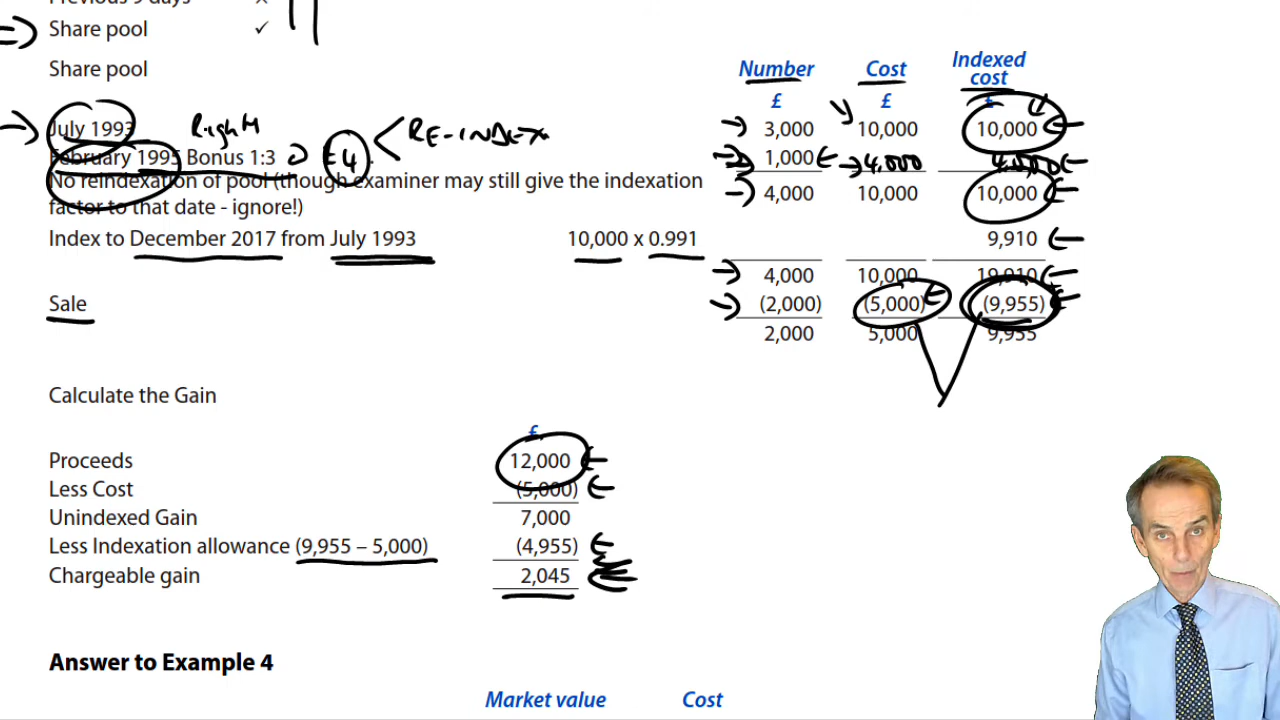 Previous 9 days
Share pool ✓
Share pool
Number Cost Indexed cost
£ £ £
July 1993 Right 3,000 10,000 10,000
RE-INDEX
February 1995 Bonus 1:3 £4 1,000 4,000 4,000
No reindexation of pool (though examiner may still give the indexation
factor to that date - ignore!) 4,000 10,000 10,000
Index to December 2017 from July 1993 10,000 x 0.991 9,910
4,000 10,000 19,910
Sale (2,000) (5,000) (9,955)
2,000 5,000 9,955
Calculate the Gain
£
Proceeds 12,000
Less Cost (5,000)
Unindexed Gain 7,000
Less Indexation allowance (9,955 – 5,000) (4,955)
Chargeable gain 2,045
Answer to Example 4
Market value Cost